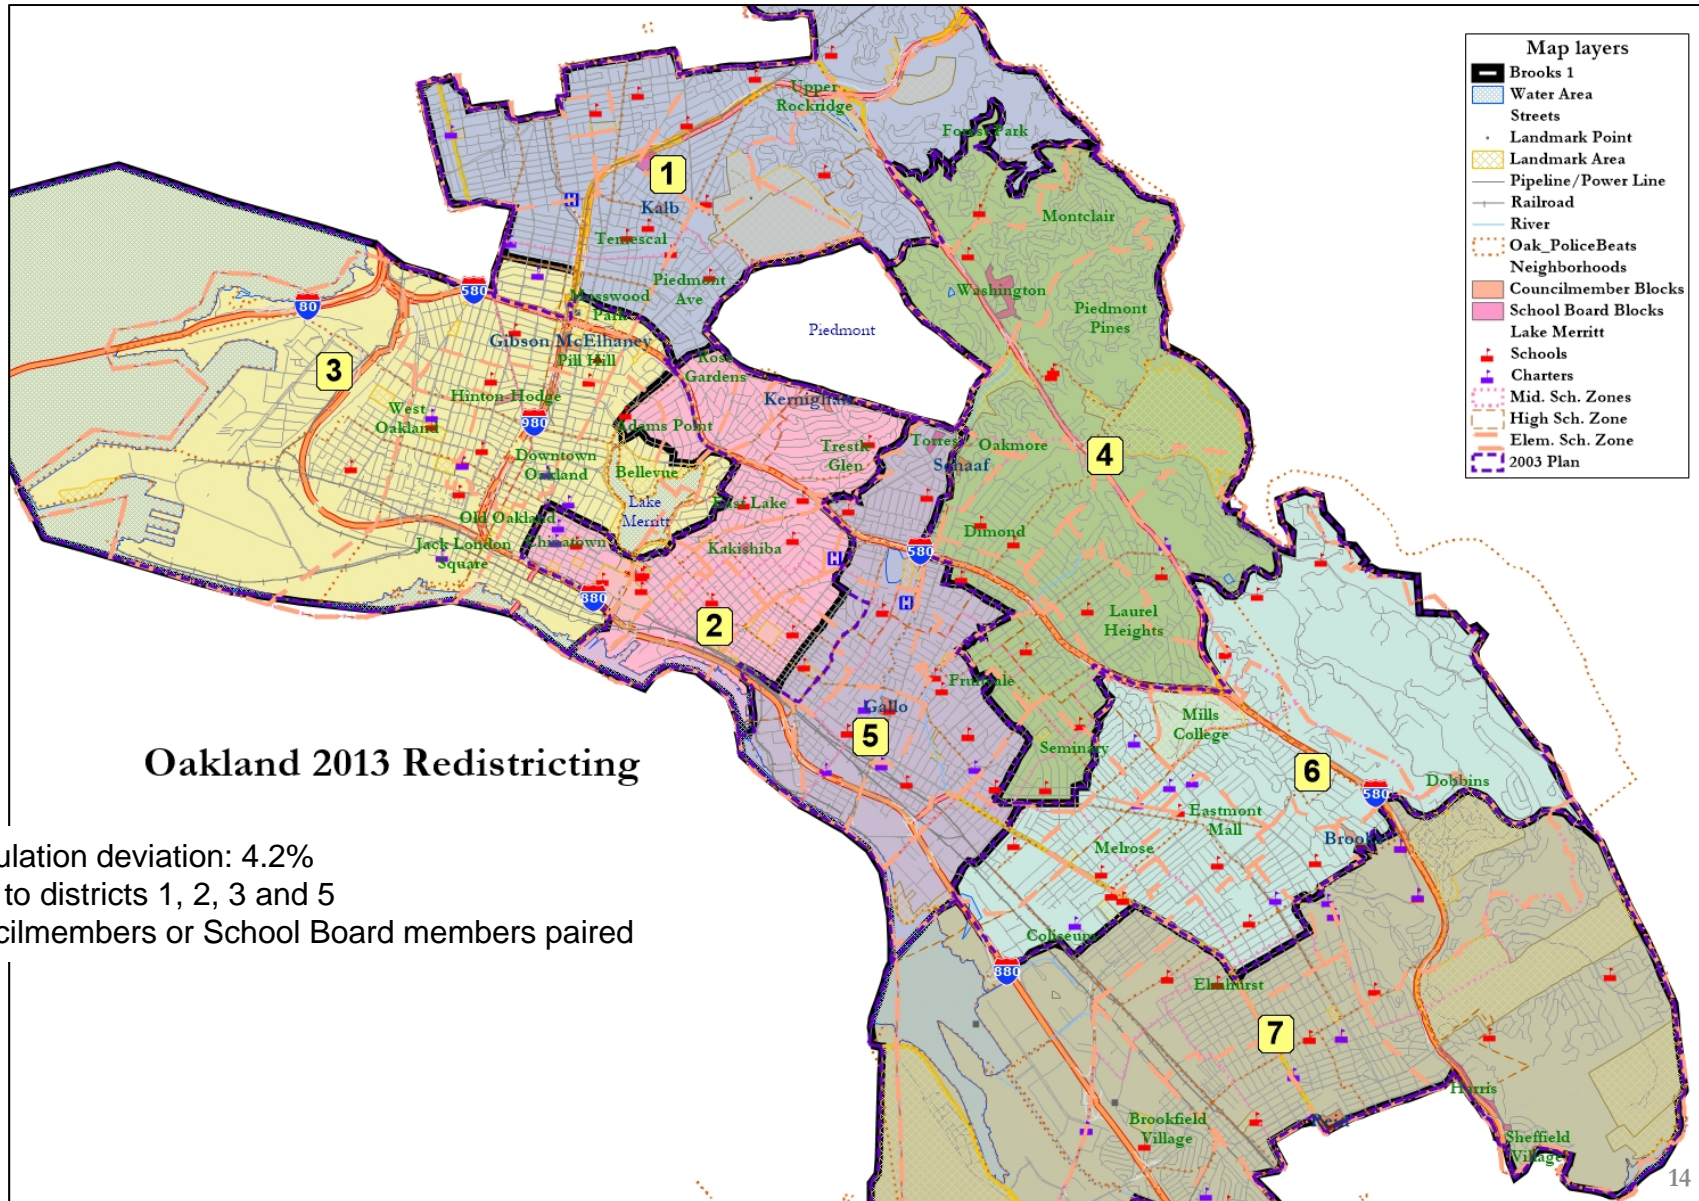 Map layers
Brooks 1
Water Area
Streets
Landmark Point
Landmark Area
Pipeline/Power Line
Railroad
River
Oak_PoliceBeats
Neighborhoods
Councilmember Blocks
School Board Blocks
Lake Merritt
Schools
Charters
Mid. Sch. Zones
High Sch. Zone
Elem. Sch. Zone
2003 Plan
Upper
Rockridge
Forest Park
1
Kalb
Temescal
Montclair
Piedmont
Ave
Washington
Piedmont
Pines
80
580
Mosswood
Park
Piedmont
Gibson McElhaney
Pill Hill
Rose
Gardens
3
Hinton-Hodge
Kernighan
West
Oakland
980
Adams Point
Trestle
Glen
Torres
Schaaf
Oakmore
4
Downtown
Oakland
Bellevue
Lake
Merritt
East Lake
Old Oakland
Chinatown
Jack London
Square
Kakishiba
H
H
H
Dimond
580
880
2
Laurel
Heights
Fruitvale
Gallo
5
Seminary
Mills
College
6
Dobbins
580
Eastmont
Mall
Brooks
Melrose
Coliseum
880
Elmhurst
7
Harris
Brookfield
Village
Sheffield
Village
Oakland 2013 Redistricting
ulation deviation: 4.2%
to districts 1, 2, 3 and 5
cilmembers or School Board members paired
14